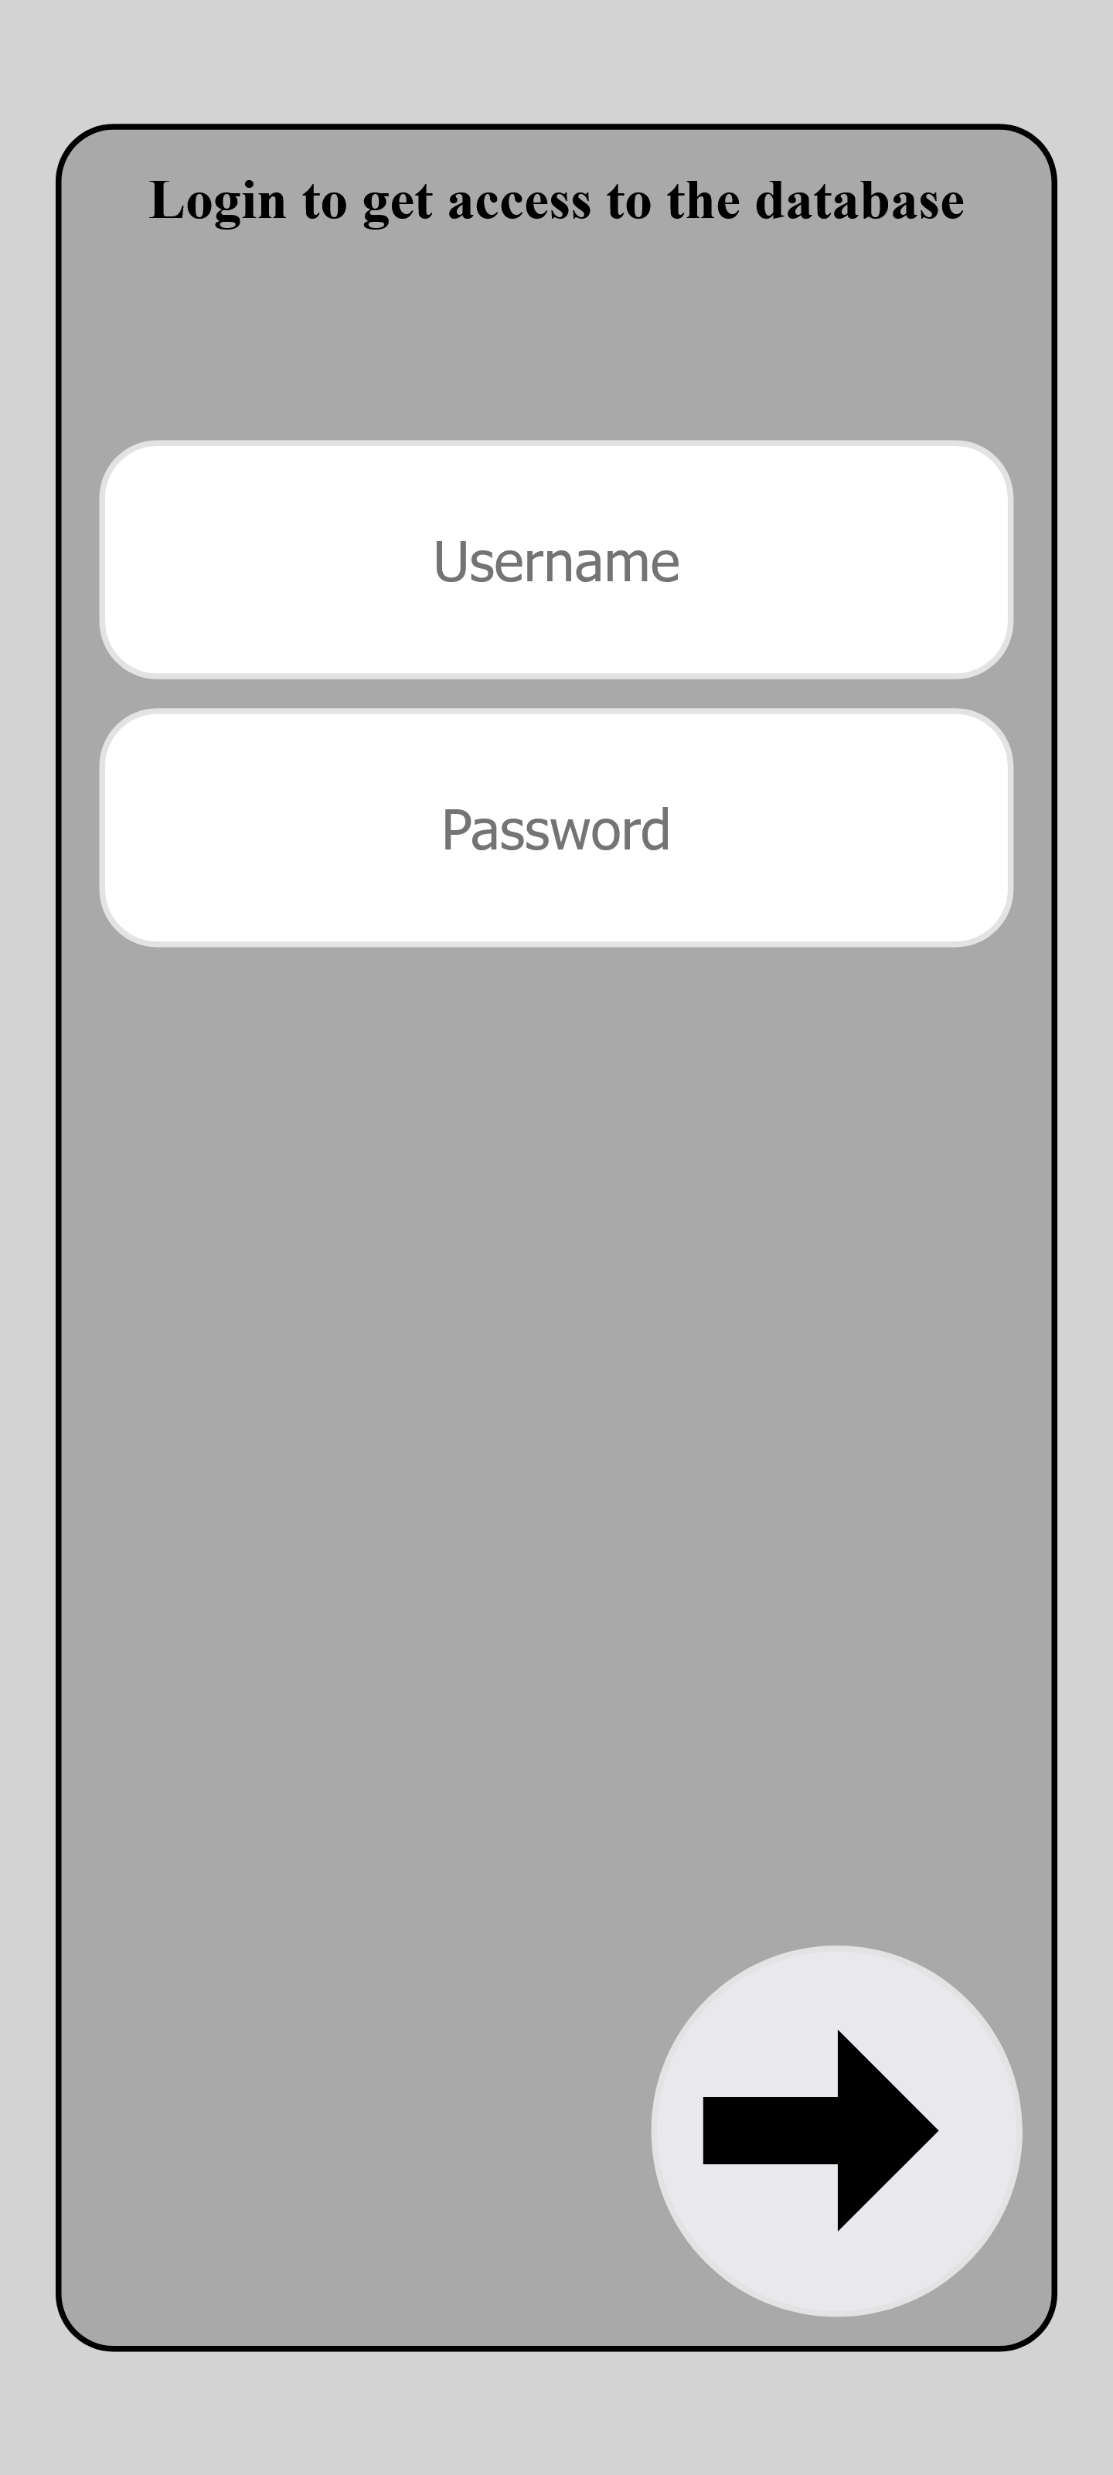 Login to get access to the database
Username
Password